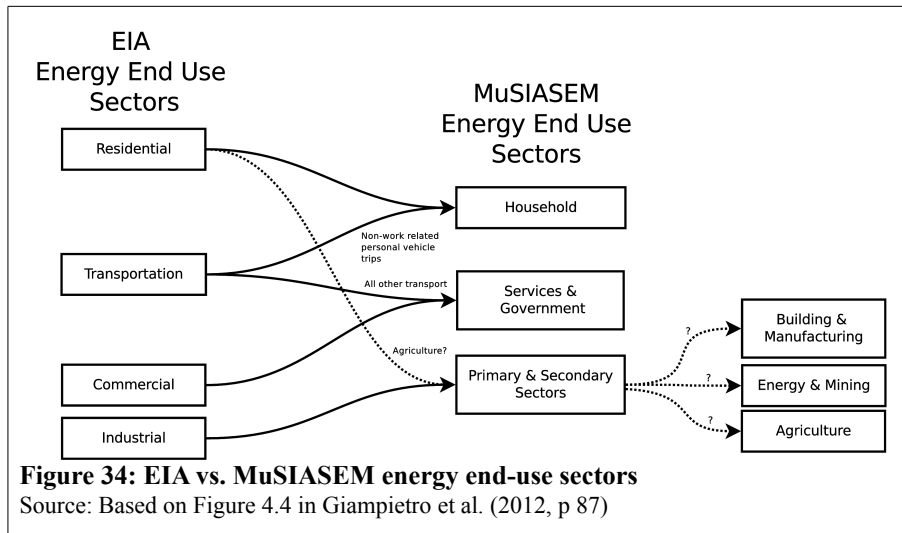 EIA
Energy End Use
Sectors
MuSIASEM
Energy End Use
Sectors
Residential
Household
Non-work related
personal vehicle
trips
Transportation
All other transport
Services &
Government
Building &
Manufacturing
?
Agriculture?
Commercial
Primary & Secondary
Sectors
?
Energy & Mining
?
Agriculture
Industrial
Figure 34: EIA vs. MuSIASEM energy end-use sectors
Source: Based on Figure 4.4 in Giampietro et al. (2012, p 87)